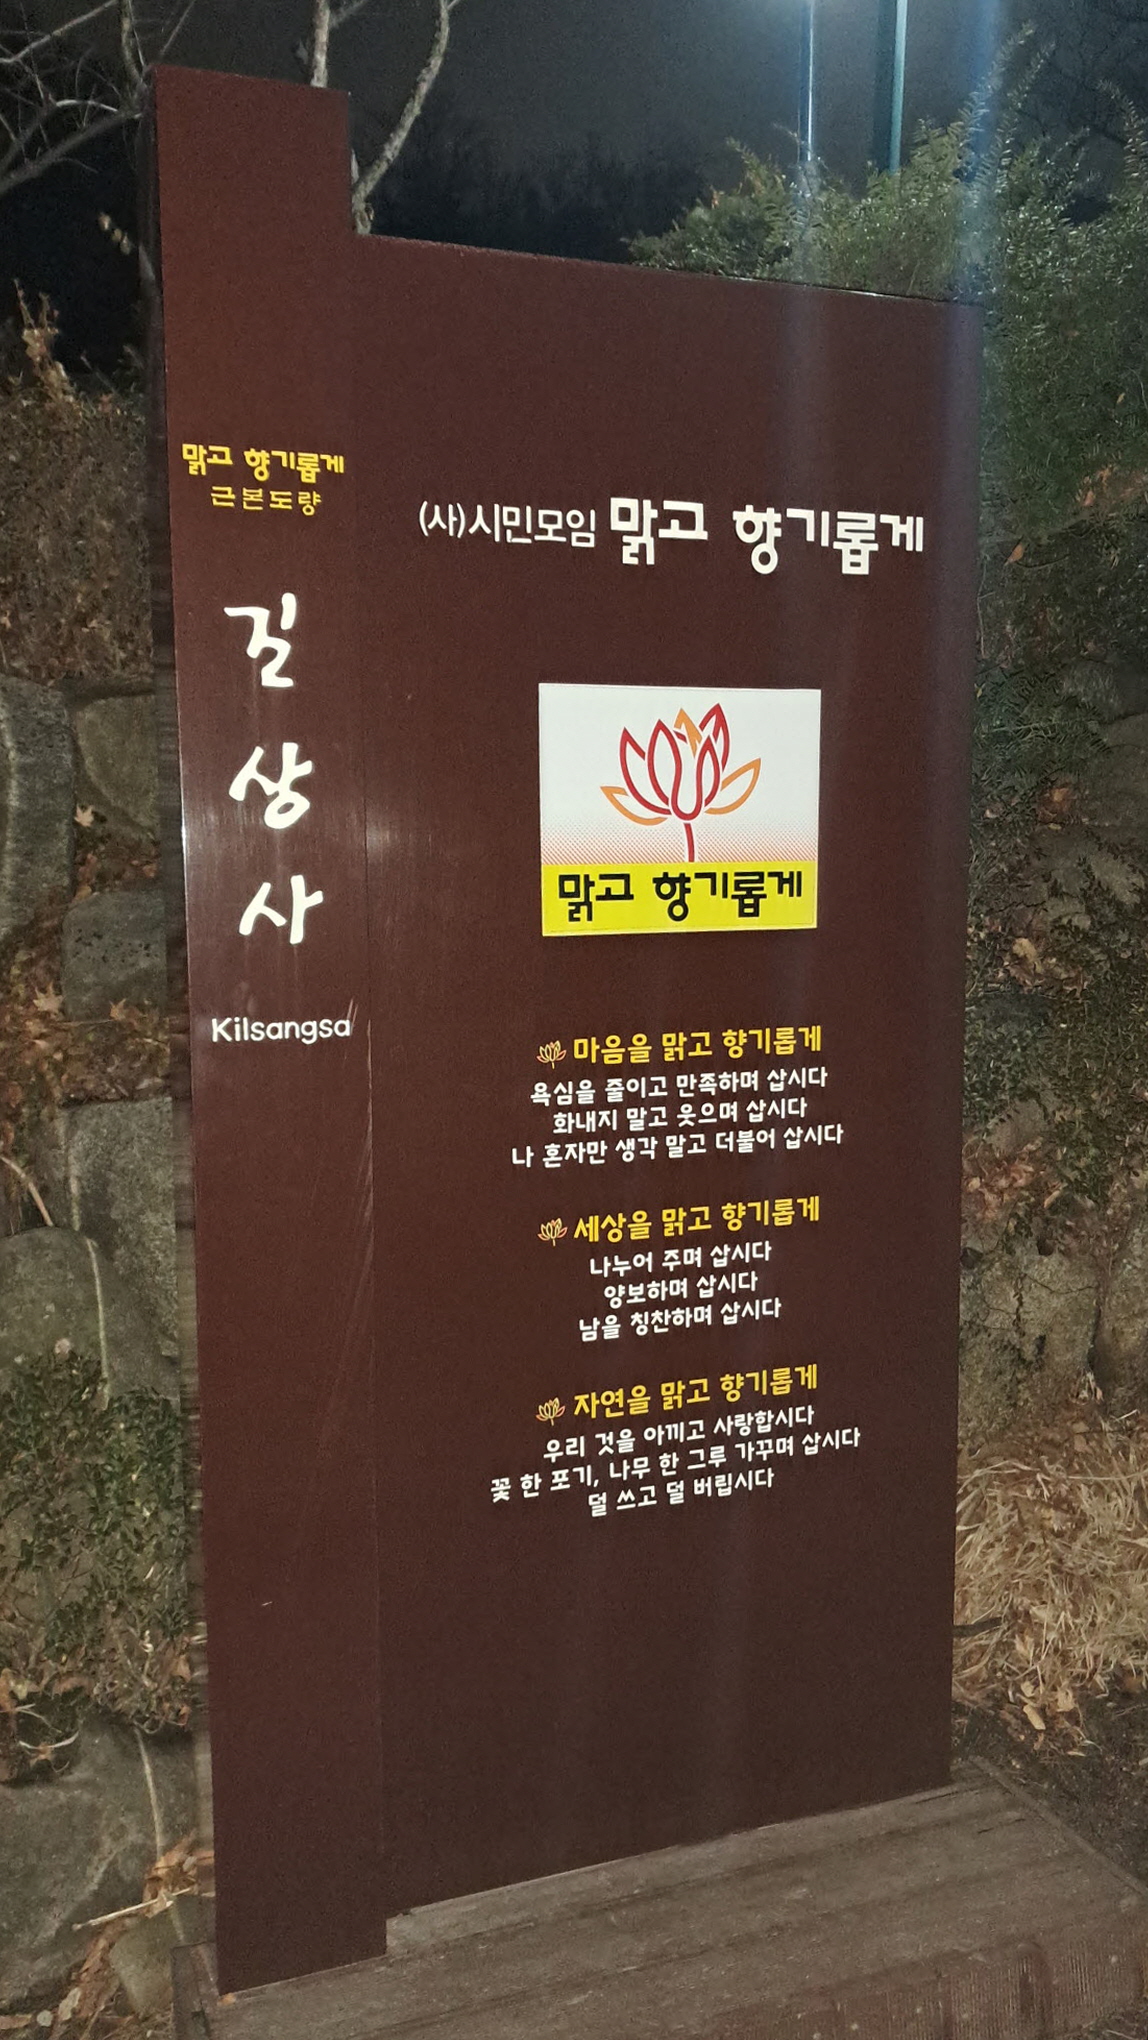 맑고 향기롭게
근본도량
길
상
사
Kilsangsa
(사)시민모임 맑고 향기롭게
맑고 향기롭게
마음을 맑고 향기롭게
욕심을 줄이고 만족하며 삽시다
화내지 말고 웃으며 삽시다
나 혼자만 생각 말고 더불어 삽시다
세상을 맑고 향기롭게
나누어 주며 삽시다
양보하며 삽시다
남을 칭찬하며 삽시다
자연을 맑고 향기롭게
우리 것을 아끼고 사랑합시다
꽃 한 포기, 나무 한 그루 가꾸며 삽시다
덜 쓰고 덜 버립시다